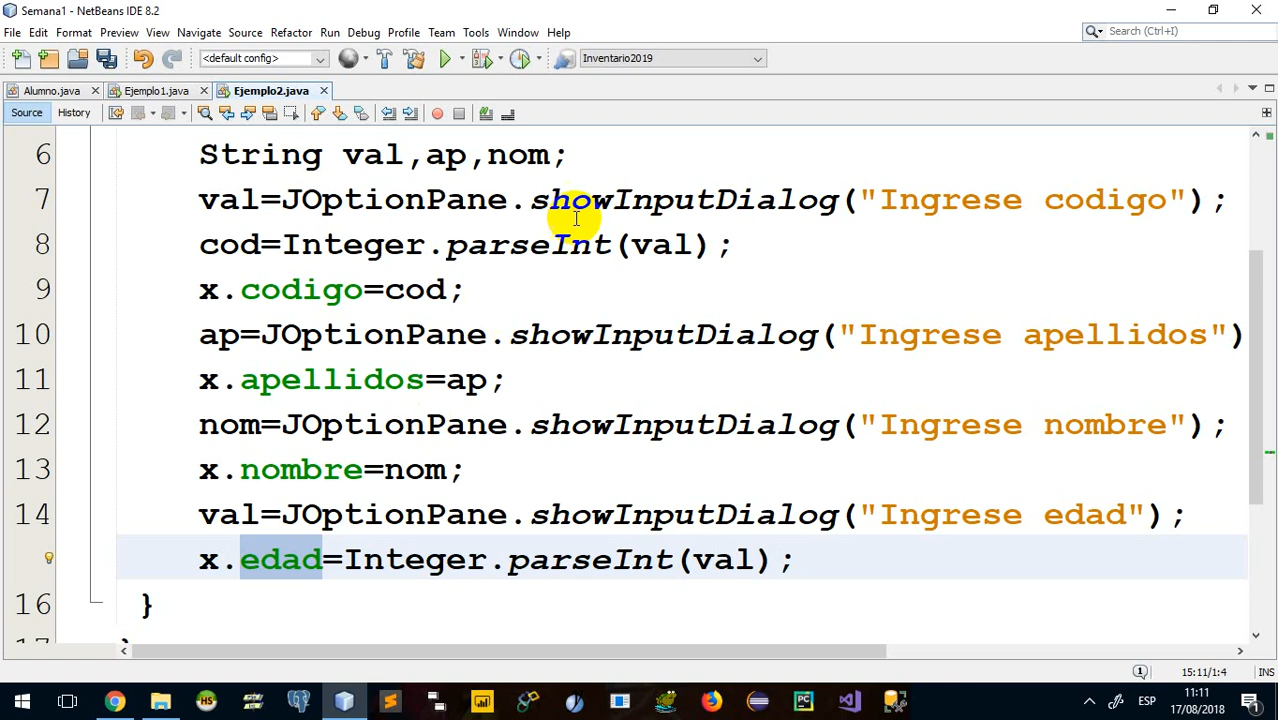 Semana1 - NetBeans IDE 8.2
File Edit Format Preview View Navigate Source Refactor Run Debug Profile Team Tools Window Help
Search (Ctrl+I)
<default config>
Inventario2019
Alumno.java Ejemplo1.java Ejemplo2.java
Source History
6 String val,ap,nom;
7 val=JOptionPane.showInputDialog("Ingrese codigo");
8 cod=Integer.parseInt(val);
9 x.codigo=cod;
10 ap=JOptionPane.showInputDialog("Ingrese apellidos")
11 x.apellidos=ap;
12 nom=JOptionPane.showInputDialog("Ingrese nombre");
13 x.nombre=nom;
14 val=JOptionPane.showInputDialog("Ingrese edad");
x.edad=Integer.parseInt(val);
16 }
15:11/1:4 INS
ESP
11:11
17/08/2018